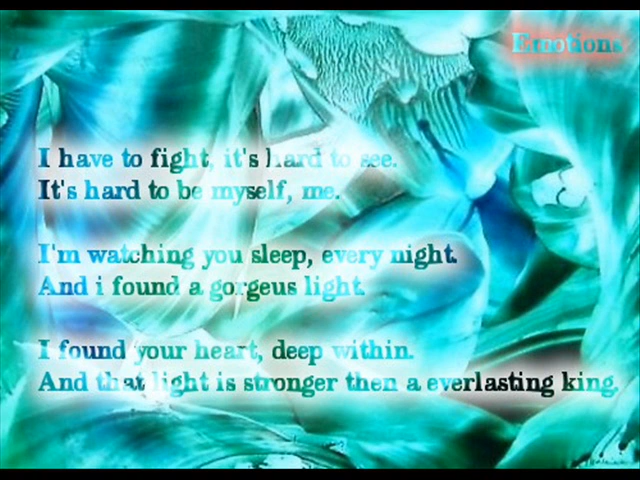 Emotions
I have to fight, it's hard to see.
It's hard to be myself, me.
I'm watching you sleep, every night.
And i found a gorgeus light.
I found your heart, deep within.
And that light is stronger then a everlasting king.